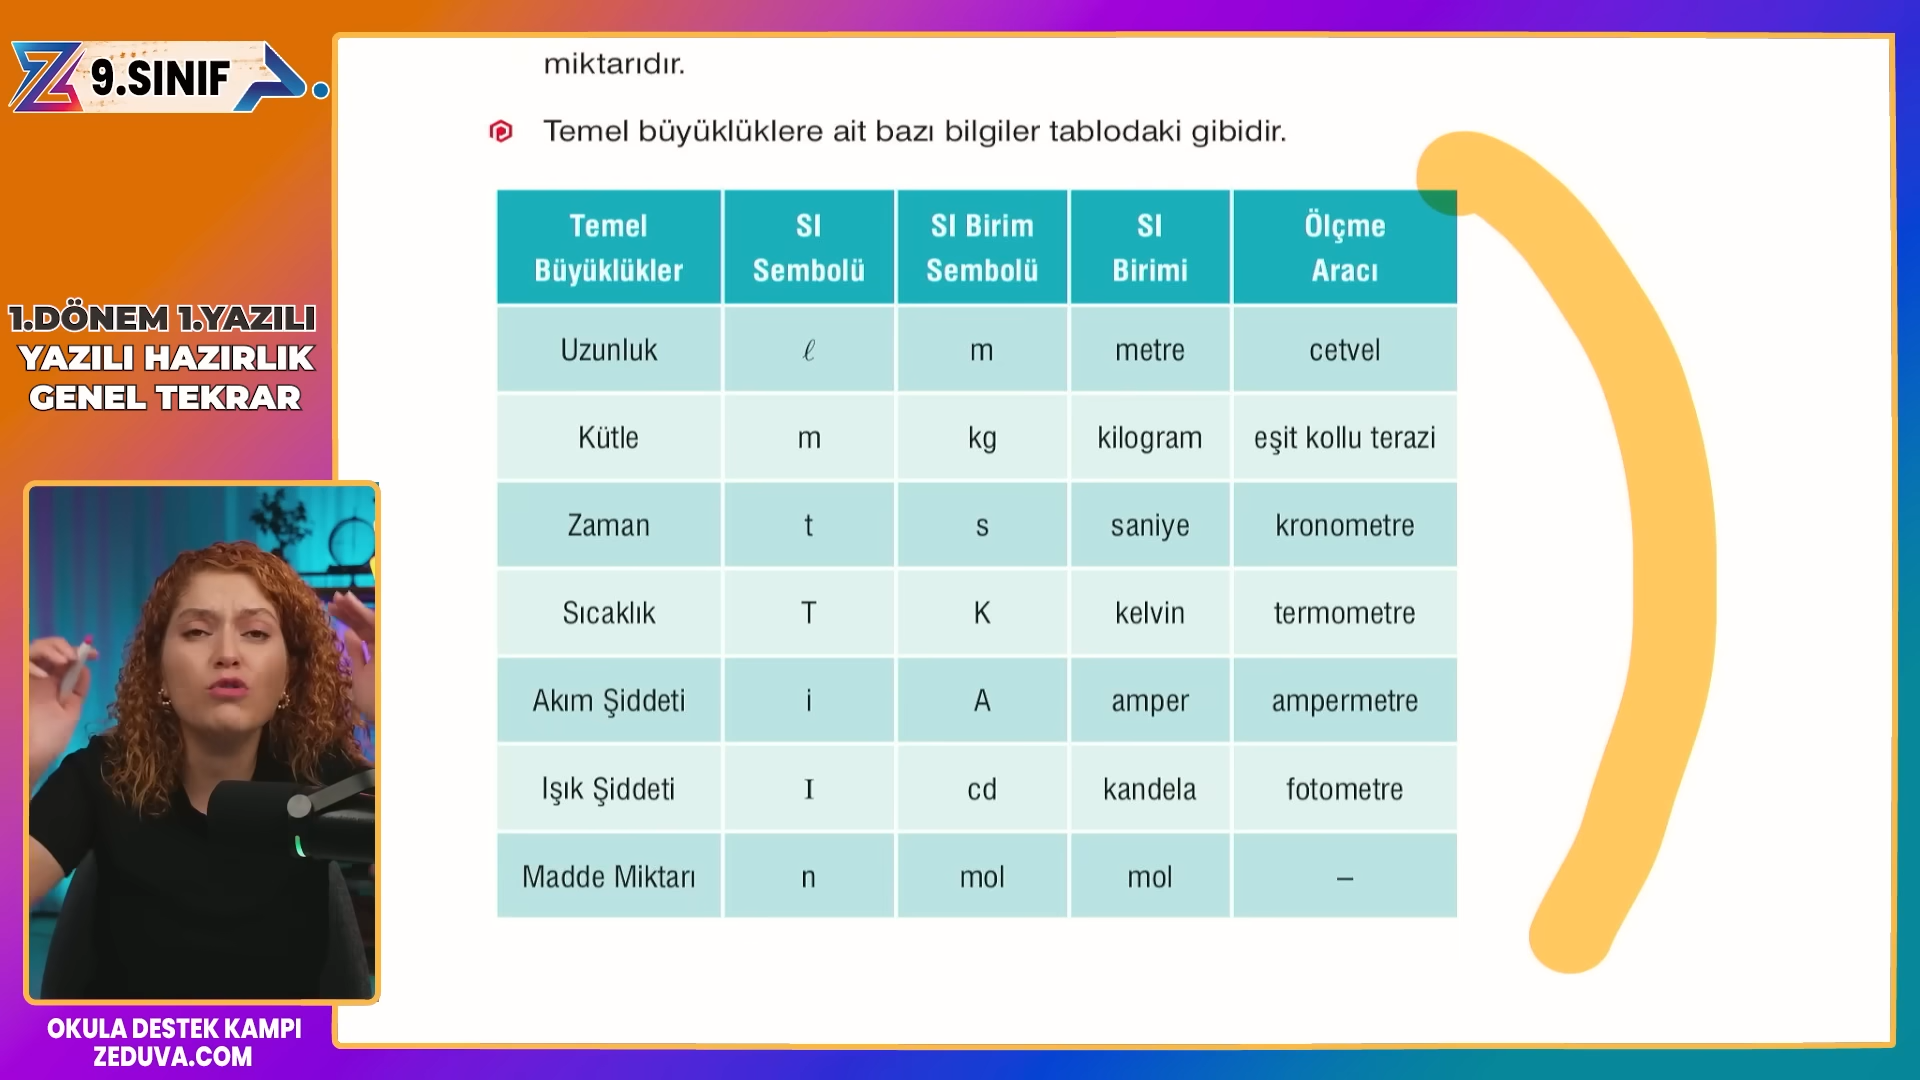 9.SINIF
1.DÖNEM 1.YAZILI
YAZILI HAZIRLIK
GENEL TEKRAR
miktarıdır.
Temel büyüklüklere ait bazı bilgiler tablodaki gibidir.
Temel Büyüklükler SI Sembolü SI Birim Sembolü SI Birimi Ölçme Aracı
Uzunluk ℓ m metre cetvel
Kütle m kg kilogram eşit kollu terazi
Zaman t s saniye kronometre
Sıcaklık T K kelvin termometre
Akım Şiddeti i A amper ampermetre
Işık Şiddeti I cd kandela fotometre
Madde Miktarı n mol mol –
OKULA DESTEK KAMPI
ZEDUVA.COM